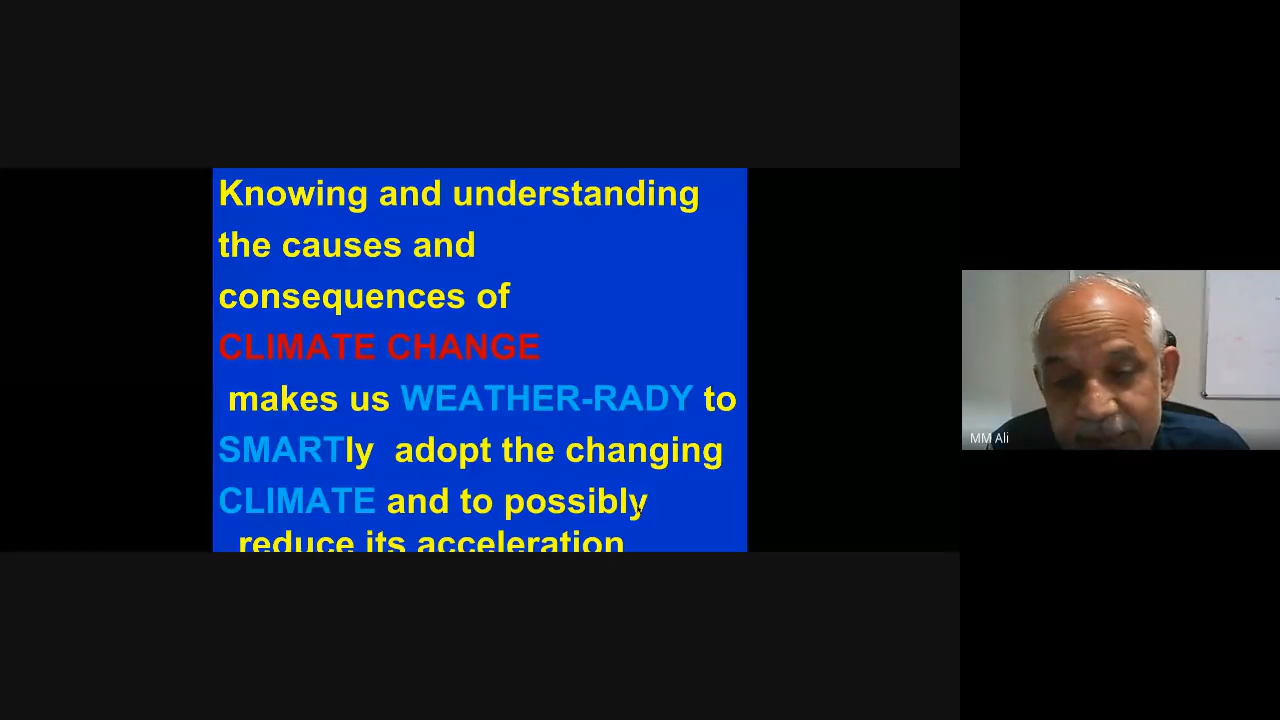 Knowing and understanding
the causes and
consequences of
CLIMATE CHANGE
makes us WEATHER-RADY to
SMARTly adopt the changing
CLIMATE and to possibly
reduce its acceleration
MM Ali